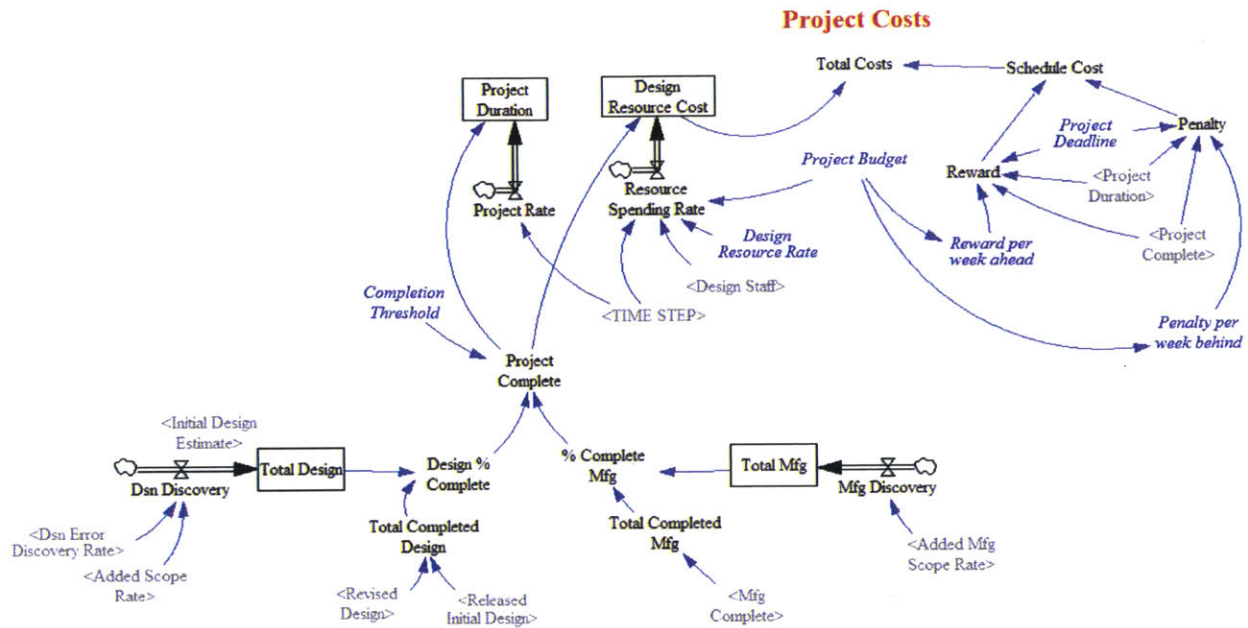 Project Costs
Total Costs
Schedule Cost
Project
Duration
Design
Resource Cost
Project
Deadline
Penalty
Project Budget
Reward
<Project
Duration>
Project Rate
Resource
Spending Rate
Design
Resource Rate
Reward per
week ahead
<Project
Complete>
<Design Staff>
Completion
Threshold
<TIME STEP>
Penalty per
week behind
Project
Complete
<Initial Design
Estimate>
Total Design
Design %
Complete
% Complete
Mfg
Total Mfg
Dsn Discovery
Mfg Discovery
Total Completed
Design
Total Completed
Mfg
<Dsn Error
Discovery Rate>
<Added Scope
Rate>
<Added Mfg
Scope Rate>
<Revised
Design>
<Released
Initial Design>
<Mfg
Complete>